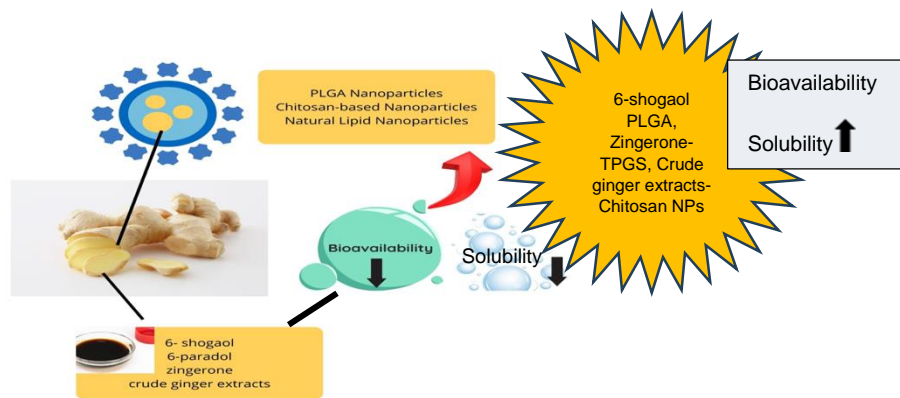 PLGA Nanoparticles
Chitosan-based Nanoparticles
Natural Lipid Nanoparticles
6-shogaol
PLGA,
Zingerone-
TPGS, Crude
ginger extracts-
Chitosan NPs
Bioavailability
Solubility
Bioavailability
Solubility
6- shogaol
6-paradol
zingerone
crude ginger extracts